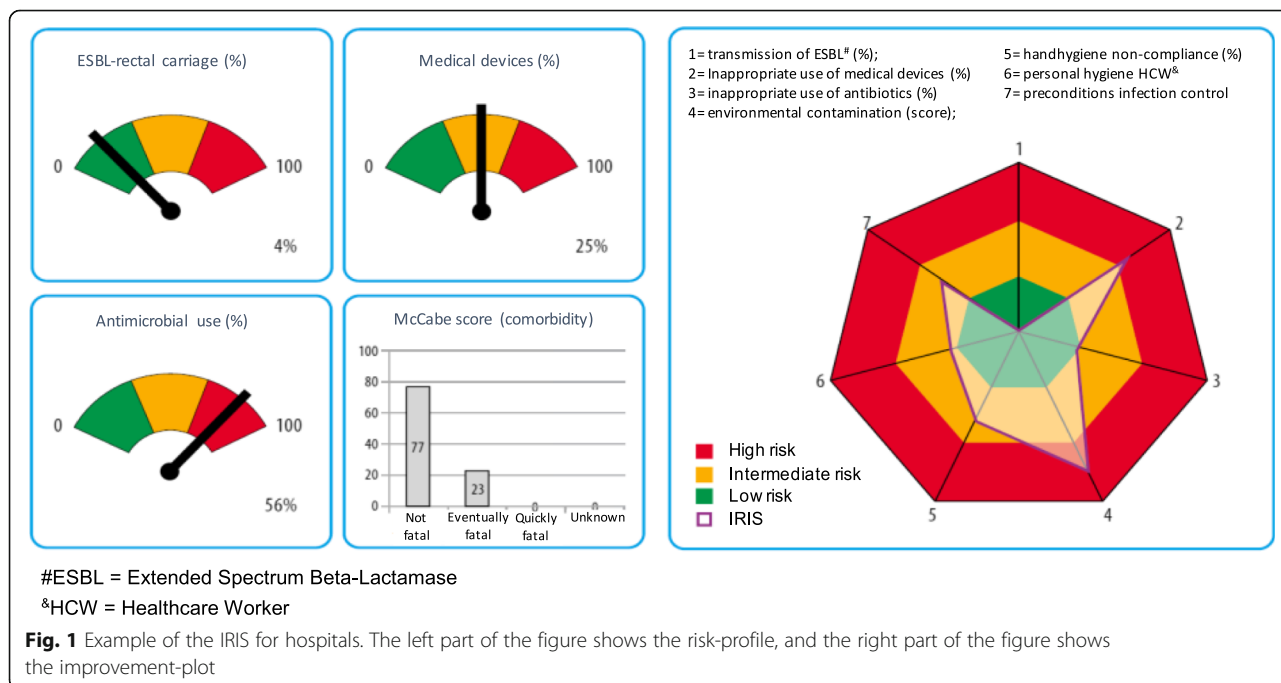 ESBL-rectal carriage (%)
0
100
4%
Medical devices (%)
0
100
25%
Antimicrobial use (%)
0
100
56%
McCabe score (comorbidity)
100
80
60
40
20
0
77
23
0
0
Not fatal
Eventually fatal
Quickly fatal
Unknown
1= transmission of ESBL# (%);
2= Inappropriate use of medical devices (%)
3= inappropriate use of antibiotics (%)
4= environmental contamination (score);
5= handhygiene non-compliance (%)
6= personal hygiene HCW&
7= preconditions infection control
1
2
3
4
5
6
7
High risk
Intermediate risk
Low risk
IRIS
#ESBL = Extended Spectrum Beta-Lactamase
&HCW = Healthcare Worker
Fig. 1 Example of the IRIS for hospitals. The left part of the figure shows the risk-profile, and the right part of the figure shows
the improvement-plot